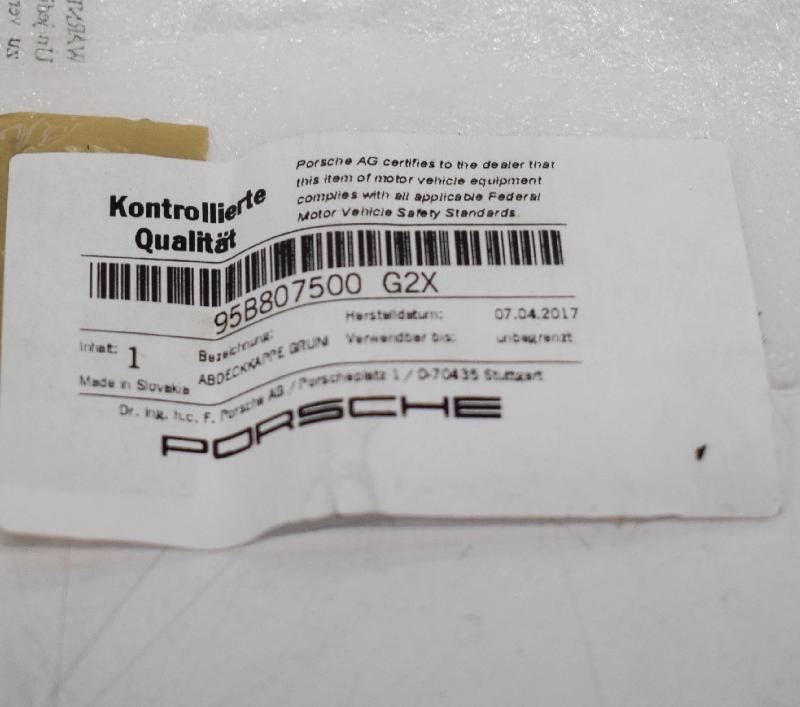 Kontrollierte
Qualität
Porsche AG certifies to the dealer that
this item of motor vehicle equipment
complies with all applicable Federal
Motor Vehicle Safety Standards.
95B807500 G2X
Inhalt: 1
Made in Slovakia
Bezeichnung:
ABDECKKAPPE GRUNI
Herstelldatum: 07.04.2017
Verwendbar bis: unbegrenzt
Dr. Ing. h.c. F. Porsche AG / Porscheplatz 1 / D-70435 Stuttgart
PORSCHE